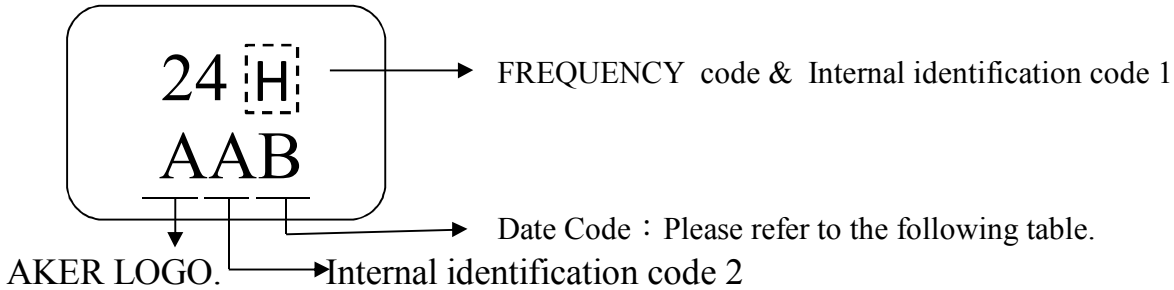 24 H
FREQUENCY code & Internal identification code 1
AAB
Date Code：Please refer to the following table.
AKER LOGO.
Internal identification code 2